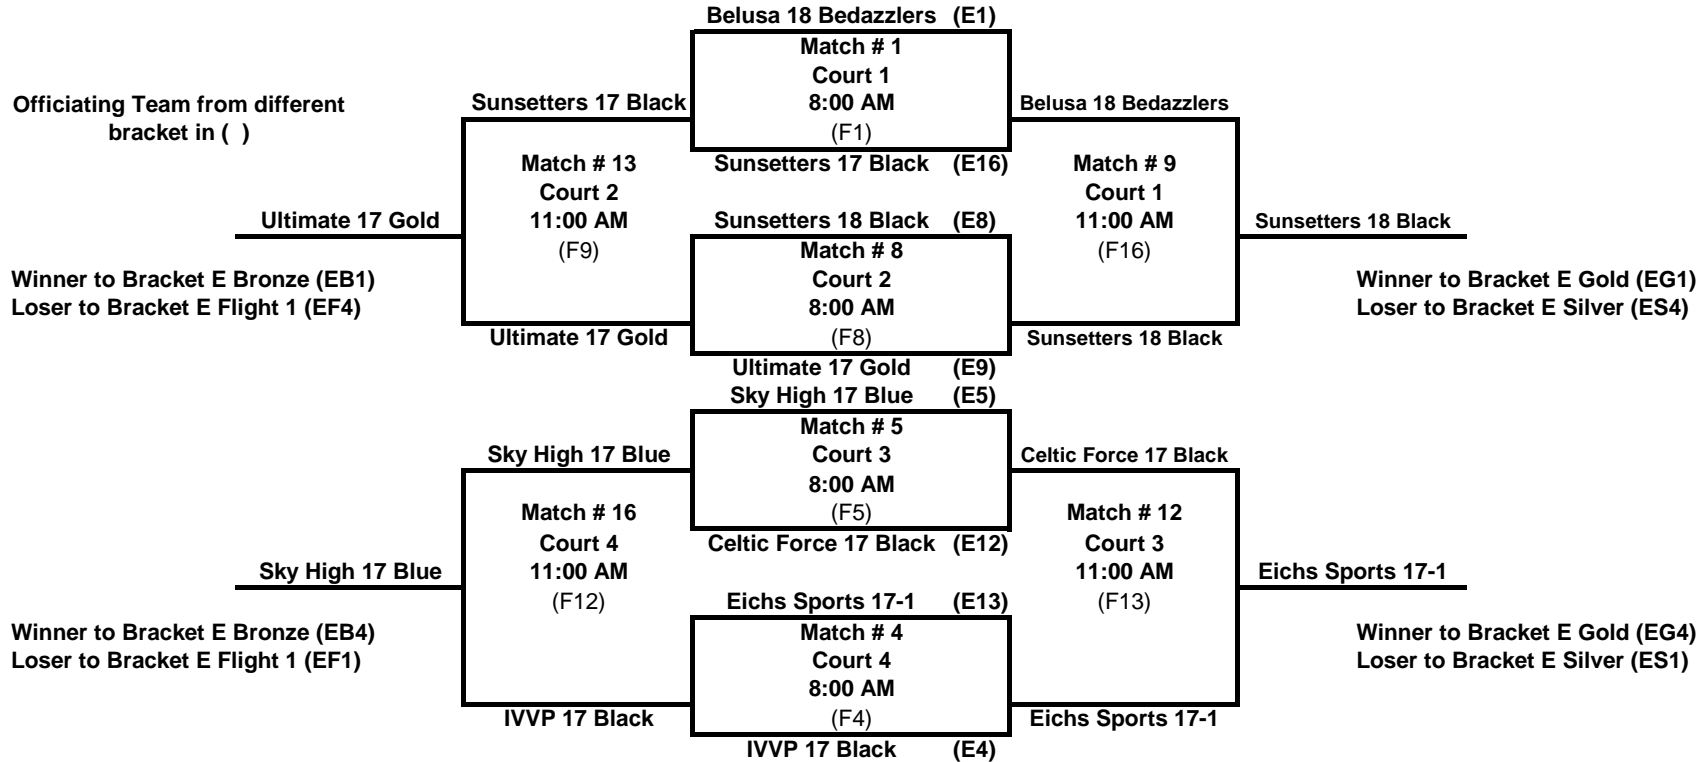 Belusa 18 Bedazzlers (E1)
Match # 1
Court 1
Officiating Team from different
bracket in ( )
Sunsetters 17 Black
8:00 AM
Belusa 18 Bedazzlers
(F1)
Match # 13
Sunsetters 17 Black (E16)
Match # 9
Court 2
Court 1
Ultimate 17 Gold
11:00 AM
Sunsetters 18 Black (E8)
11:00 AM
Sunsetters 18 Black
(F9)
Match # 8
(F16)
Winner to Bracket E Bronze (EB1)
Loser to Bracket E Flight 1 (EF4)
Court 2
8:00 AM
Winner to Bracket E Gold (EG1)
Loser to Bracket E Silver (ES4)
Ultimate 17 Gold
(F8)
Sunsetters 18 Black
Ultimate 17 Gold (E9)
Sky High 17 Blue (E5)
Match # 5
Sky High 17 Blue
Court 3
Celtic Force 17 Black
8:00 AM
Match # 16
(F5)
Match # 12
Court 4
Celtic Force 17 Black (E12)
Court 3
Sky High 17 Blue
11:00 AM
11:00 AM
Eichs Sports 17-1
(F12)
Eichs Sports 17-1 (E13)
(F13)
Winner to Bracket E Bronze (EB4)
Loser to Bracket E Flight 1 (EF1)
Match # 4
Court 4
Winner to Bracket E Gold (EG4)
Loser to Bracket E Silver (ES1)
8:00 AM
IVVP 17 Black
(F4)
Eichs Sports 17-1
IVVP 17 Black (E4)